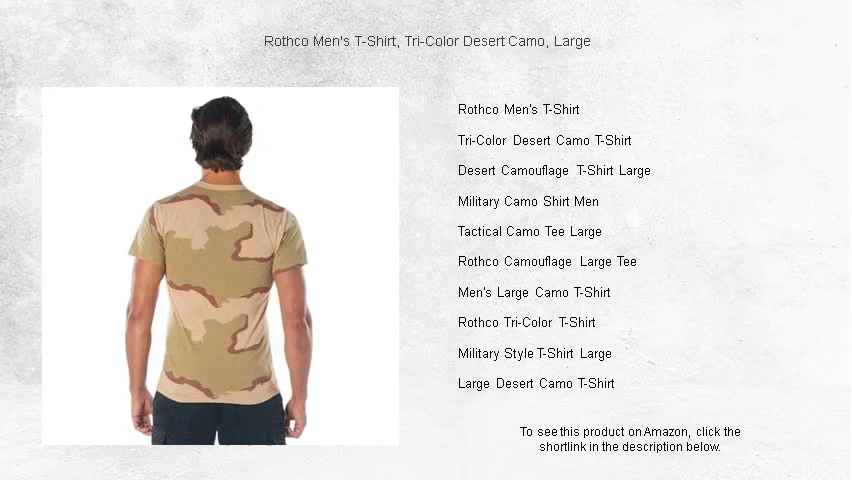 Rothco Men's T-Shirt, Tri-Color Desert Camo, Large
Rothco Men's T-Shirt
Tri-Color Desert Camo T-Shirt
Desert Camouflage T-Shirt Large
Military Camo Shirt Men
Tactical Camo Tee Large
Rothco Camouflage Large Tee
Men's Large Camo T-Shirt
Rothco Tri-Color T-Shirt
Military Style T-Shirt Large
Large Desert Camo T-Shirt
To see this product on Amazon, click the
shortlink in the description below.